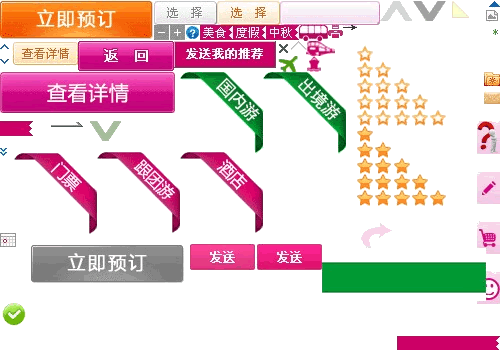 立即预订
选 择
选 择
美食
度假
中秋
查看详情
返 回
发送我的推荐
查看详情
国内游
出境游
门票
跟团游
酒店
立即预订
发送
发送